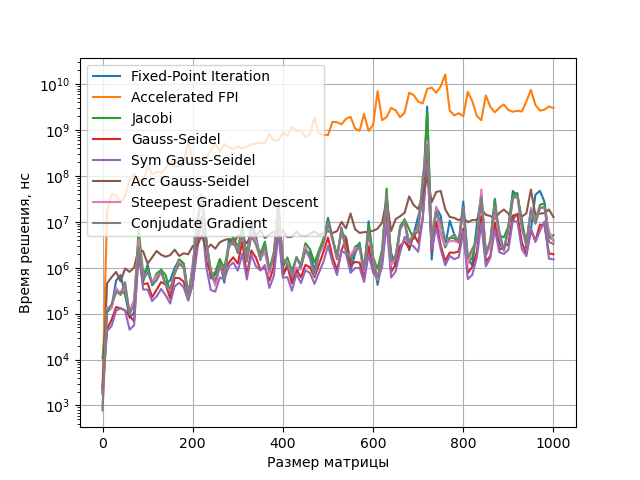 Fixed-Point Iteration
Accelerated FPI
Jacobi
Gauss-Seidel
Sym Gauss-Seidel
Acc Gauss-Seidel
Steepest Gradient Descent
Conjudate Gradient
10¹⁰
10⁹
10⁸
10⁷
10⁶
10⁵
10⁴
10³
Время решения, нс
0 200 400 600 800 1000
Размер матрицы